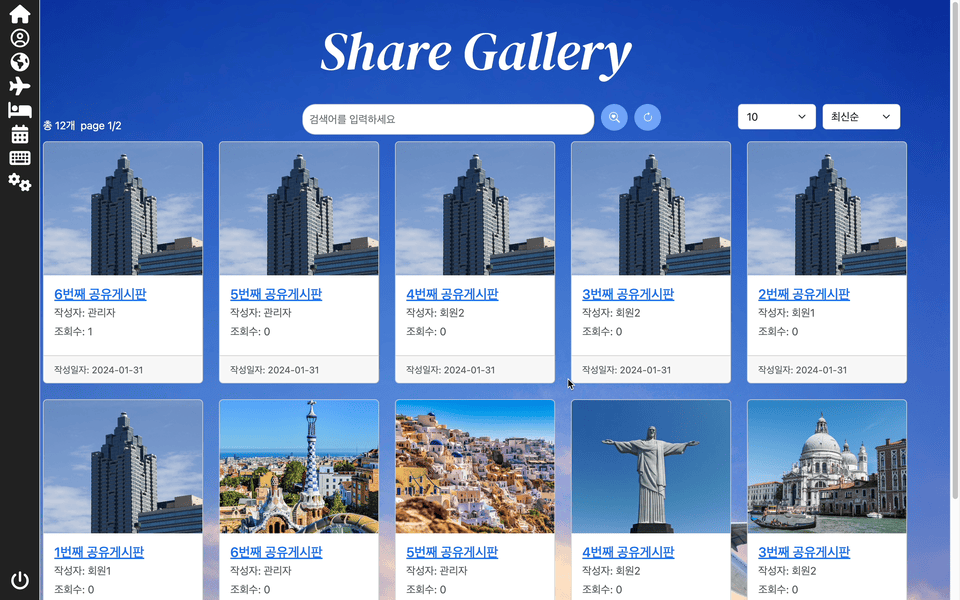 Share Gallery
총 12개 page 1/2
검색어를 입력하세요
10
최신순
6번째 공유게시판
작성자: 관리자
조회수: 1
작성일자: 2024-01-31
5번째 공유게시판
작성자: 관리자
조회수: 0
작성일자: 2024-01-31
4번째 공유게시판
작성자: 회원2
조회수: 0
작성일자: 2024-01-31
3번째 공유게시판
작성자: 회원2
조회수: 0
작성일자: 2024-01-31
2번째 공유게시판
작성자: 회원1
조회수: 0
작성일자: 2024-01-31
1번째 공유게시판
작성자: 회원1
조회수: 0
6번째 공유게시판
작성자: 관리자
조회수: 0
5번째 공유게시판
작성자: 관리자
조회수: 0
4번째 공유게시판
작성자: 회원2
조회수: 0
3번째 공유게시판
작성자: 회원2
조회수: 0